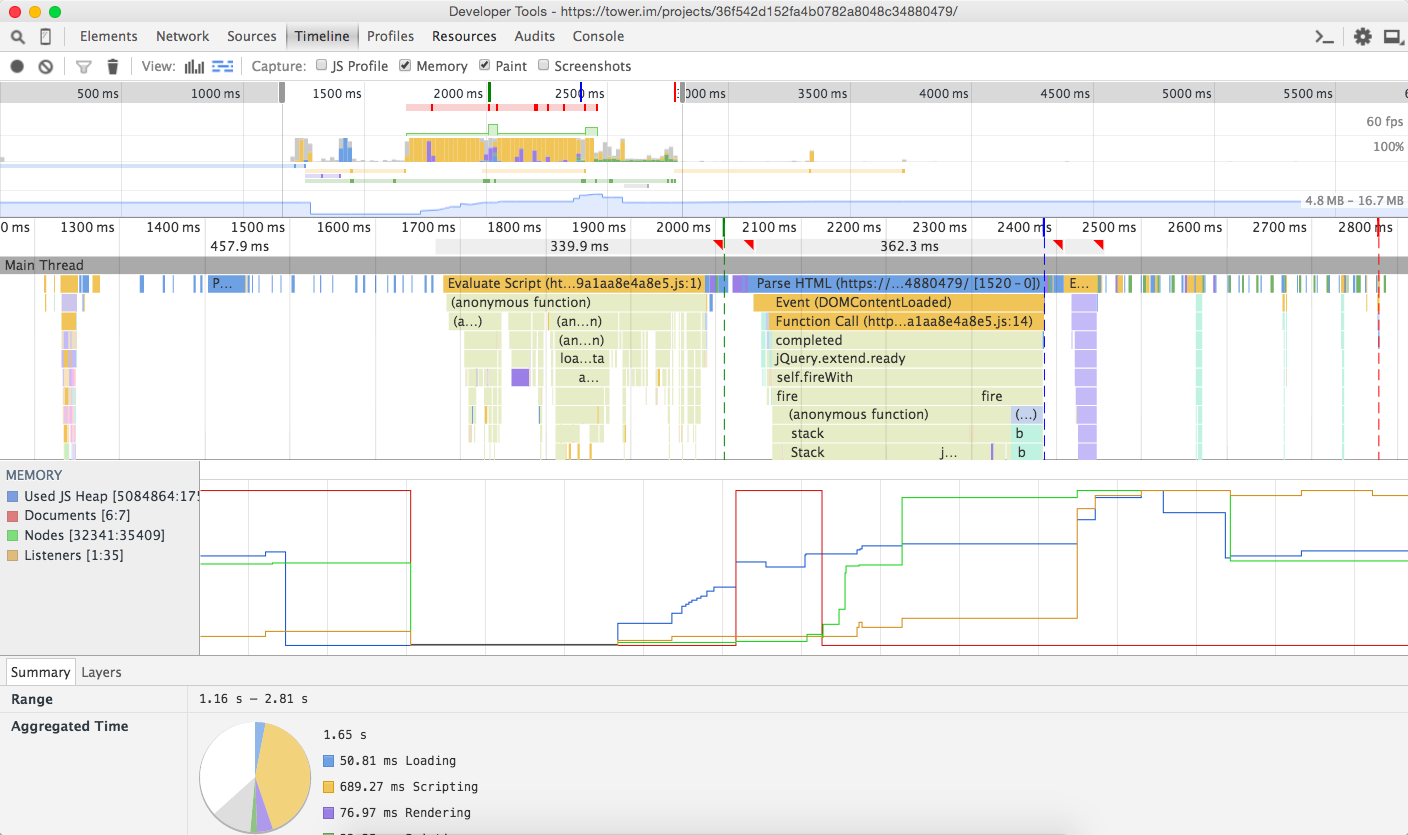 Developer Tools - https://tower.im/projects/36f542d152fa4b0782a8048c34880479/
Elements Network Sources Timeline Profiles Resources Audits Console
View: Capture: JS Profile Memory Paint Screenshots
500 ms 1000 ms 1500 ms 2000 ms 2500 ms 000 ms 3500 ms 4000 ms 4500 ms 5000 ms 5500 ms
60 fps
100%
4.8 MB – 16.7 MB
0 ms 1300 ms 1400 ms 1500 ms 1600 ms 1700 ms 1800 ms 1900 ms 2000 ms 2100 ms 2200 ms 2300 ms 2400 ms 2500 ms 2600 ms 2700 ms 2800 ms
457.9 ms 339.9 ms 362.3 ms
Main Thread
P... Evaluate Script (ht...9a1aa8e4a8e5.js:1) Parse HTML (https://...4880479/ [1520 – 0]) E...
(anonymous function) Event (DOMContentLoaded)
(a...) (an...n) Function Call (http...a1aa8e4a8e5.js:14)
(an...n) completed
loa...ta jQuery.extend.ready
a... self.fireWith
fire fire
(anonymous function) (...)
stack b
Stack j... b
MEMORY
Used JS Heap [5084864:175
Documents [6:7]
Nodes [32341:35409]
Listeners [1:35]
Summary Layers
Range 1.16 s – 2.81 s
Aggregated Time
1.65 s
50.81 ms Loading
689.27 ms Scripting
76.97 ms Rendering